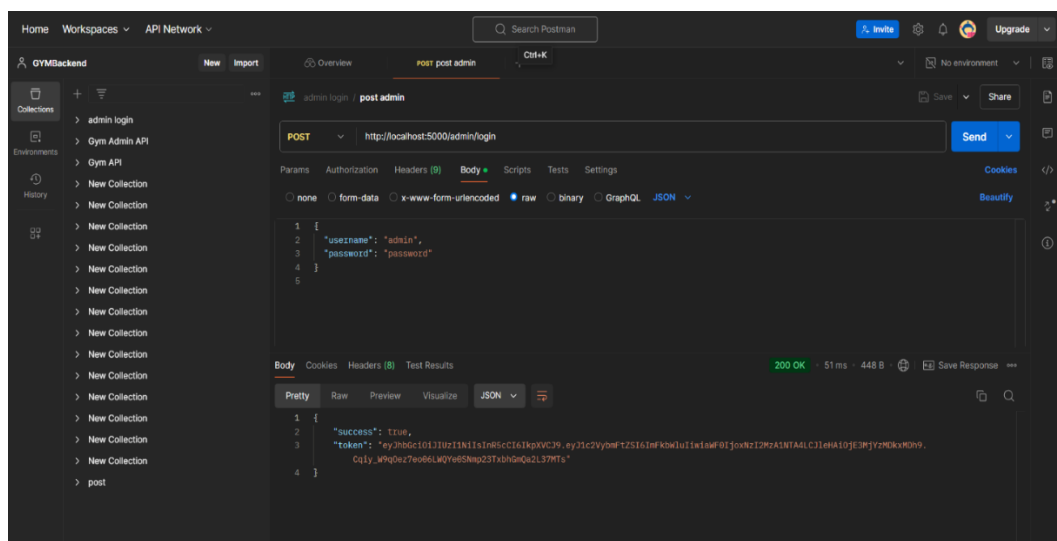 Home Workspaces API Network Search Postman Invite Upgrade
Ctrl+K
GYMBackend New Import Overview POST post admin No environment
Collections
Environments
History
admin login
Gym Admin API
Gym API
New Collection
New Collection
New Collection
New Collection
New Collection
New Collection
New Collection
New Collection
New Collection
New Collection
New Collection
New Collection
New Collection
New Collection
post
admin login / post admin Save Share
POST http://localhost:5000/admin/login Send
Params Authorization Headers (9) Body Scripts Tests Settings Cookies
none form-data x-www-form-urlencoded raw binary GraphQL JSON Beautify
1 {
2 "username": "admin",
3 "password": "password"
4 }
5
Body Cookies Headers (8) Test Results 200 OK 51 ms 448 B Save Response
Pretty Raw Preview Visualize JSON
1 {
2 "success": true,
3 "token":
4 }